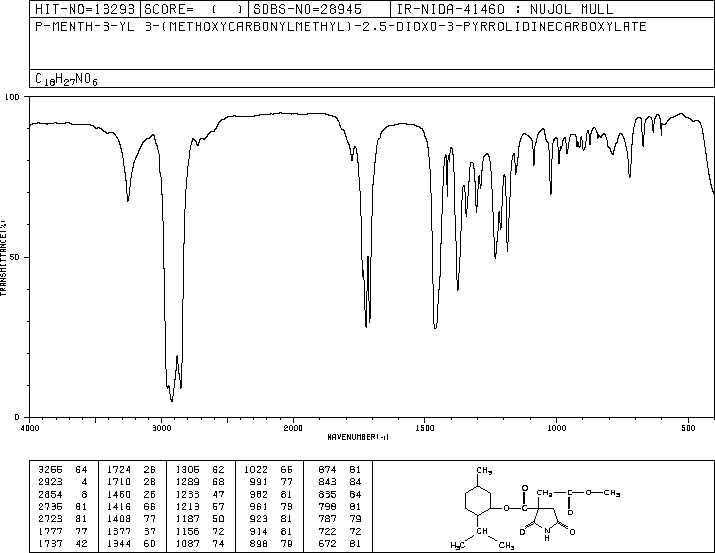 HIT-NO=13293 SCORE= ( ) SDBS-NO=28945 IR-NIDA-41460 : NUJOL MULL
P-MENTH-3-YL 3-(METHOXYCARBONYLMETHYL)-2,5-DIOXO-3-PYRROLIDINECARBOXYLATE
C18H27NO6
100
50
0
TRANSMITTANCE(%)
4000 3000 2000 1500 1000 500
WAVENUMBER(-1)
3255 64 1724 26 1305 62 1022 66 874 81
2923 4 1710 28 1289 68 991 77 843 84
2854 8 1460 26 1233 47 982 81 835 84
2735 81 1416 66 1213 57 961 79 798 81
2723 81 1408 77 1187 50 923 81 787 79
1777 77 1377 37 1156 72 914 81 722 72
1737 42 1344 60 1087 74 898 79 672 81
CH3
O
CH2 C O CH3
O C
O
CH
CH3 CH3
O N O
H